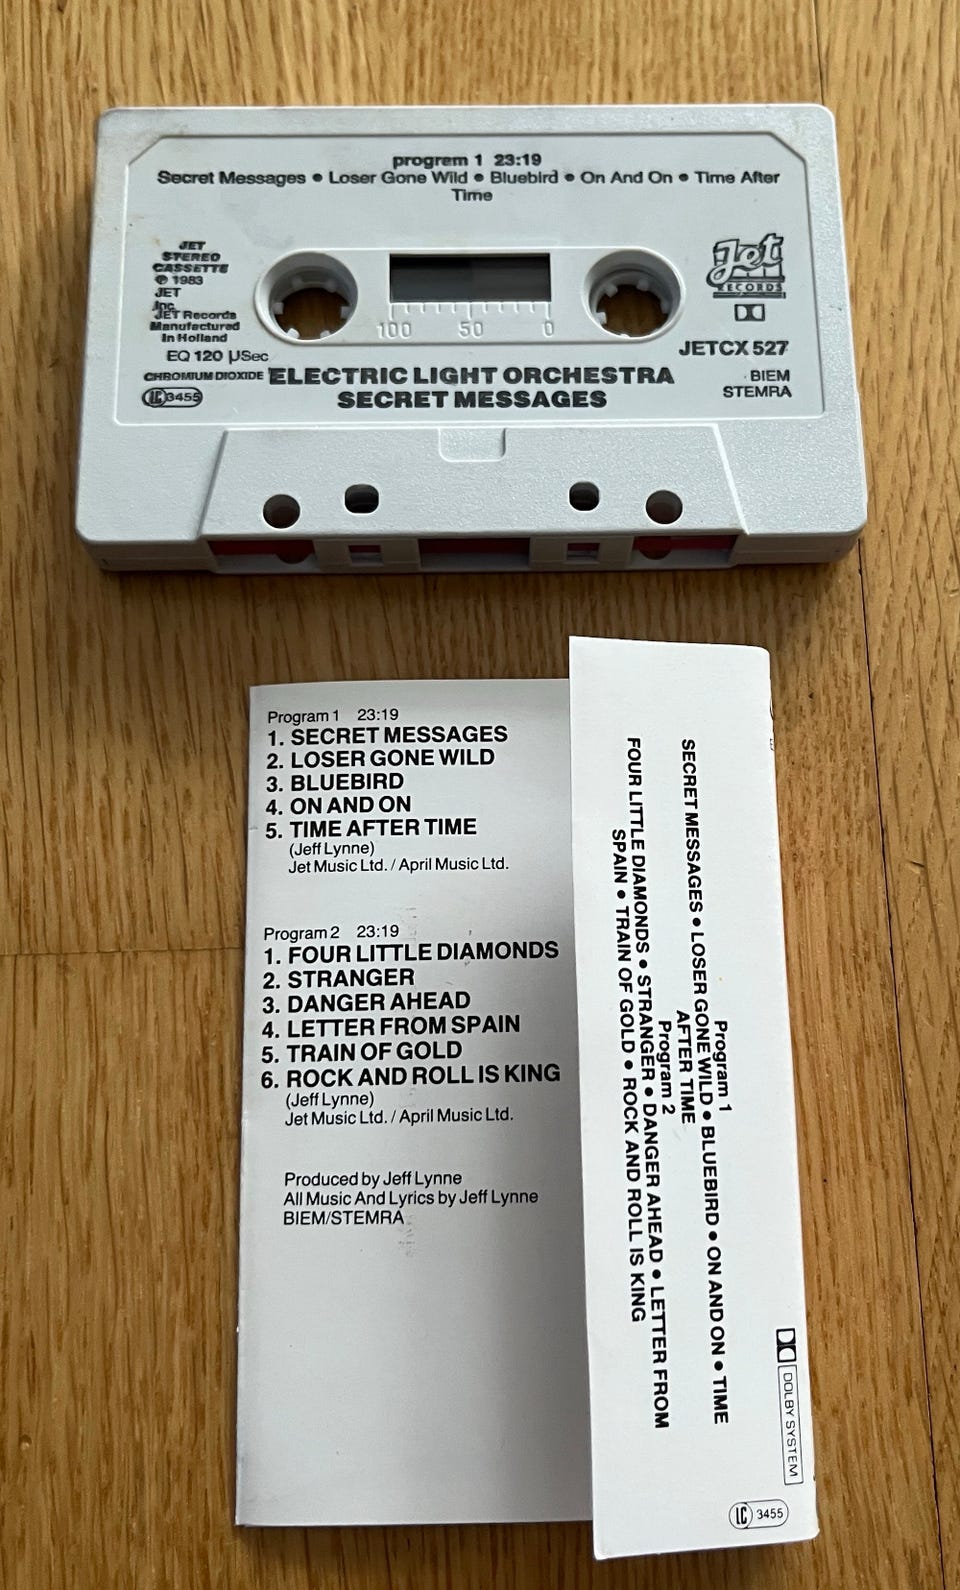 program 1 23:19
Secret Messages • Loser Gone Wild • Bluebird • On And On • Time After
Time
JET
STEREO
CASSETTE
℗ 1983
JET
Inc.
JET Records
Manufactured
In Holland
EQ 120 µSec
CHROMIUM DIOXIDE
LC 3455
100 50 0
Jet
RECORDS
JETCX 527
BIEM
STEMRA
ELECTRIC LIGHT ORCHESTRA
SECRET MESSAGES
Program 1 23:19
1. SECRET MESSAGES
2. LOSER GONE WILD
3. BLUEBIRD
4. ON AND ON
5. TIME AFTER TIME
(Jeff Lynne)
Jet Music Ltd. / April Music Ltd.
Program 2 23:19
1. FOUR LITTLE DIAMONDS
2. STRANGER
3. DANGER AHEAD
4. LETTER FROM SPAIN
5. TRAIN OF GOLD
6. ROCK AND ROLL IS KING
(Jeff Lynne)
Jet Music Ltd. / April Music Ltd.
Produced by Jeff Lynne
All Music And Lyrics by Jeff Lynne
BIEM/STEMRA
Program 1
SECRET MESSAGES • LOSER GONE WILD • BLUEBIRD • ON AND ON • TIME
AFTER TIME
Program 2
FOUR LITTLE DIAMONDS • STRANGER • DANGER AHEAD • LETTER FROM
SPAIN • TRAIN OF GOLD • ROCK AND ROLL IS KING
DOLBY SYSTEM
LC 3455